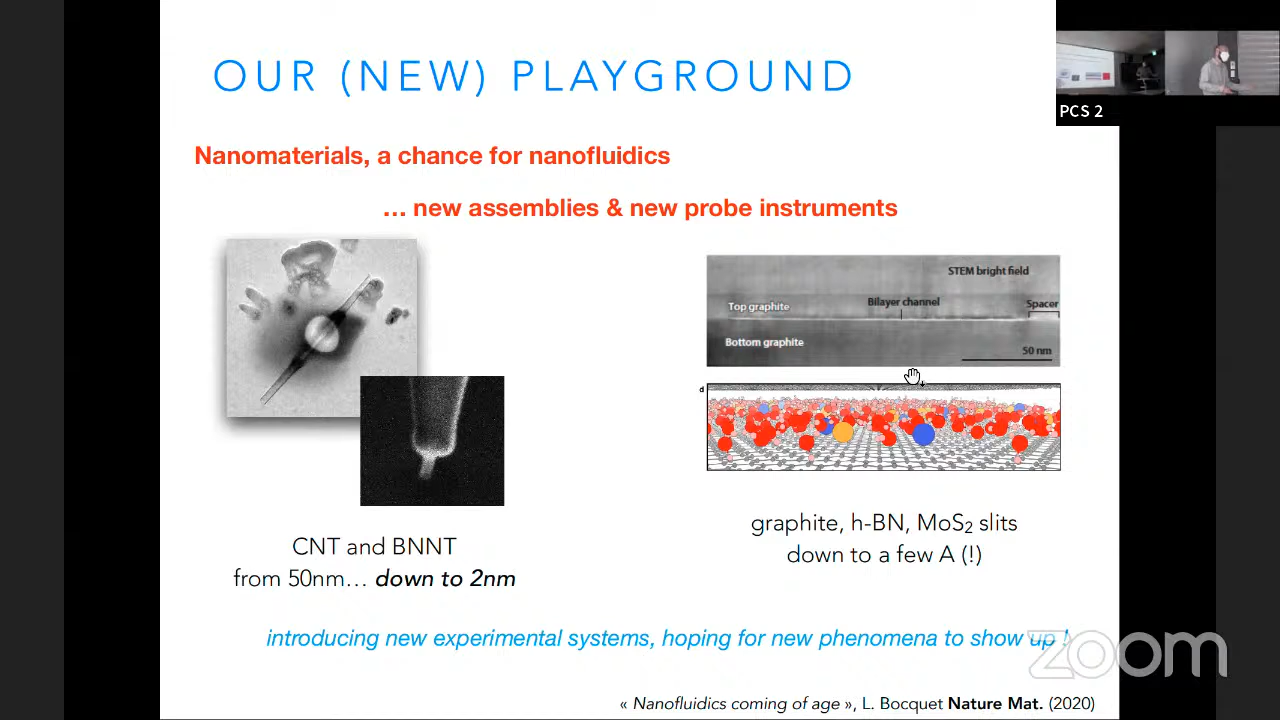 OUR (NEW) PLAYGROUND
PCS 2
Nanomaterials, a chance for nanofluidics
… new assemblies & new probe instruments
STEM bright field
Top graphite
Bilayer channel
Spacer
Bottom graphite
50 nm
d
CNT and BNNT
from 50nm… down to 2nm
graphite, h-BN, MoS₂ slits
down to a few A (!)
introducing new experimental systems, hoping for new phenomena to show up !
zoom
« Nanofluidics coming of age », L. Bocquet Nature Mat. (2020)